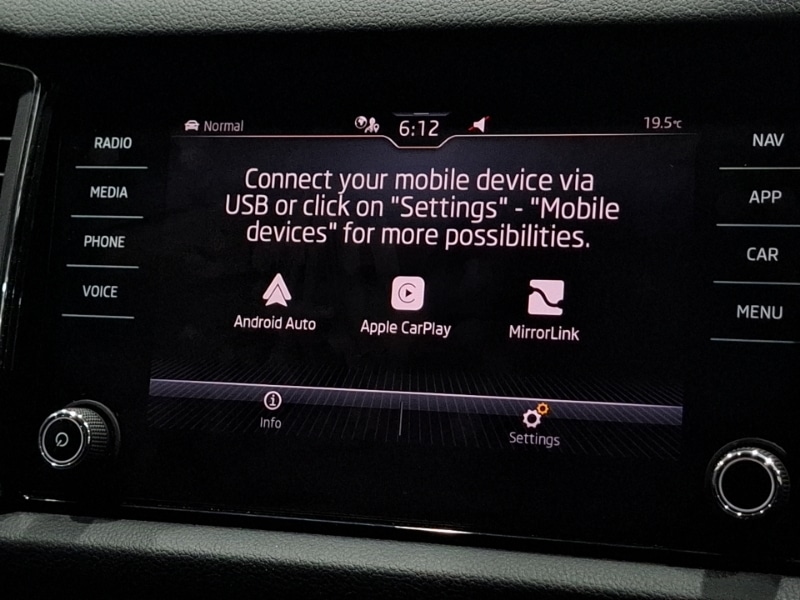 Normal
6:12
19.5°C
RADIO
MEDIA
PHONE
VOICE
NAV
APP
CAR
MENU
Connect your mobile device via
USB or click on "Settings" - "Mobile
devices" for more possibilities.
Android Auto
Apple CarPlay
MirrorLink
Info
Settings